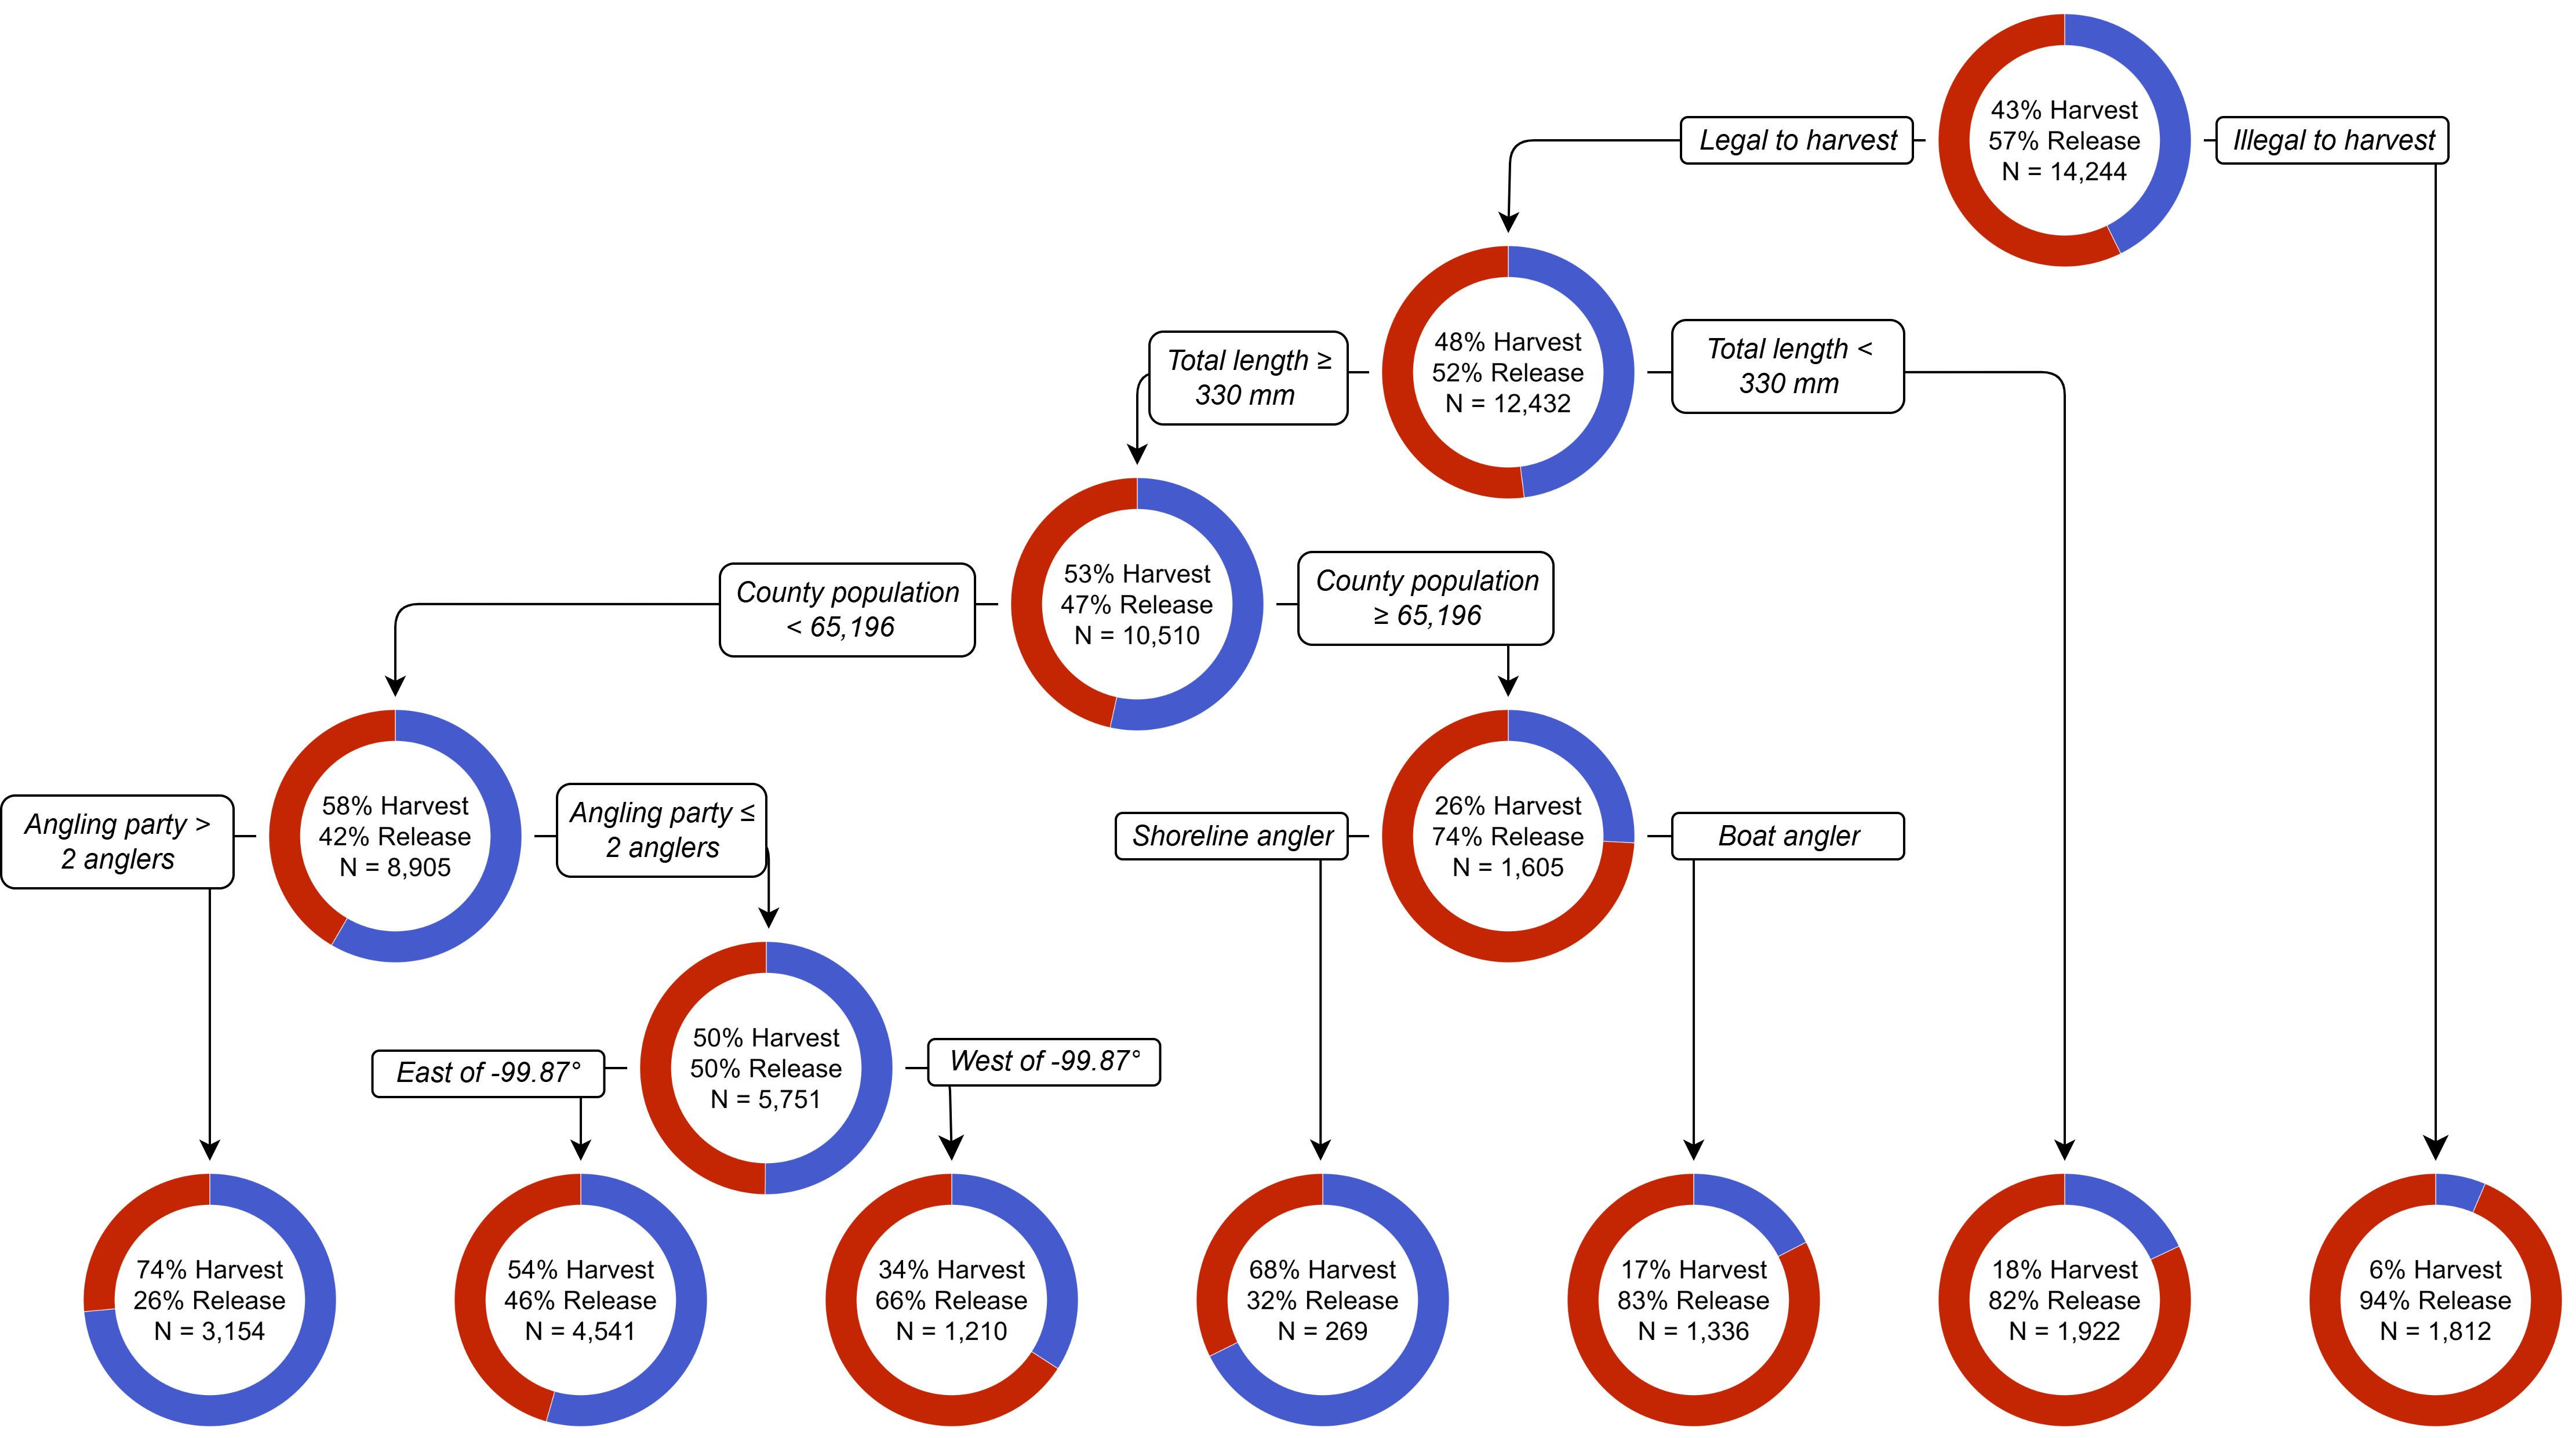 43% Harvest
57% Release
N = 14,244
Legal to harvest
Illegal to harvest
48% Harvest
52% Release
N = 12,432
Total length ≥
330 mm
Total length <
330 mm
53% Harvest
47% Release
N = 10,510
County population
< 65,196
County population
≥ 65,196
58% Harvest
42% Release
N = 8,905
Angling party >
2 anglers
Angling party ≤
2 anglers
26% Harvest
74% Release
N = 1,605
Shoreline angler
Boat angler
50% Harvest
50% Release
N = 5,751
East of -99.87°
West of -99.87°
74% Harvest
26% Release
N = 3,154
54% Harvest
46% Release
N = 4,541
34% Harvest
66% Release
N = 1,210
68% Harvest
32% Release
N = 269
17% Harvest
83% Release
N = 1,336
18% Harvest
82% Release
N = 1,922
6% Harvest
94% Release
N = 1,812